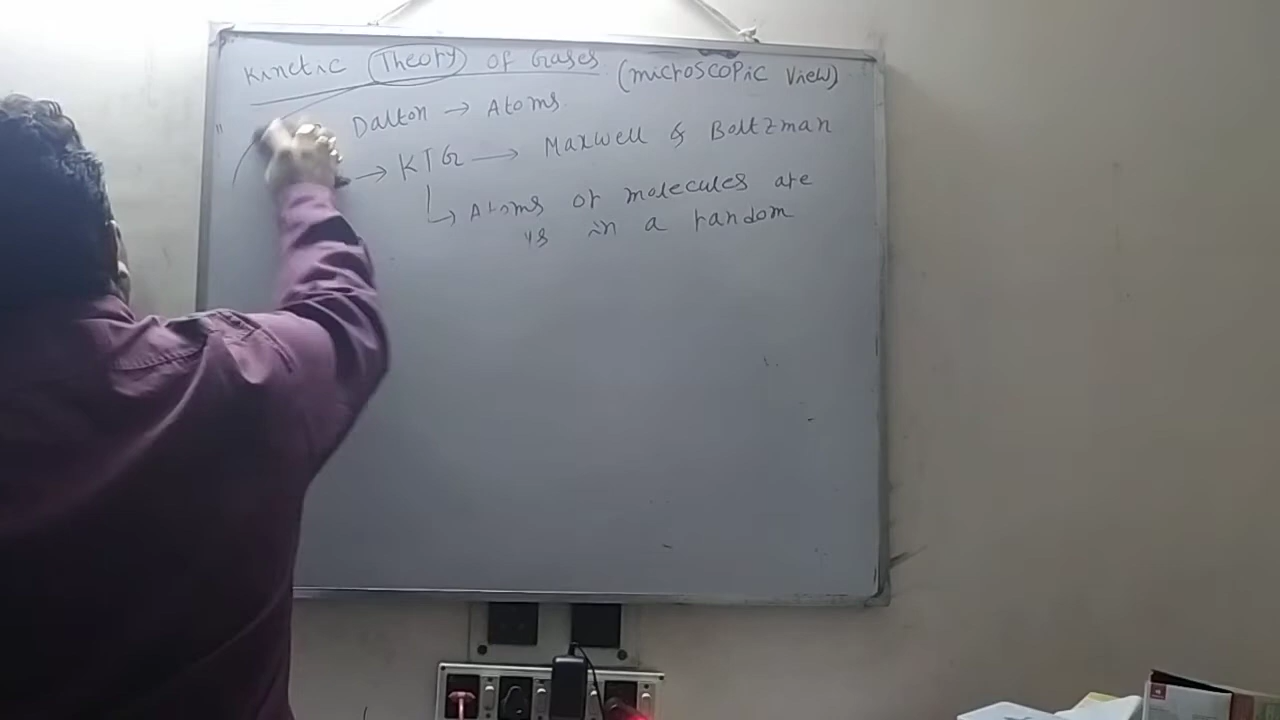 Kinetic Theory of Gases (microscopic view)
Dalton → Atoms
→ KTG → Maxwell & Boltzman
↳ Atoms or molecules are
in a random